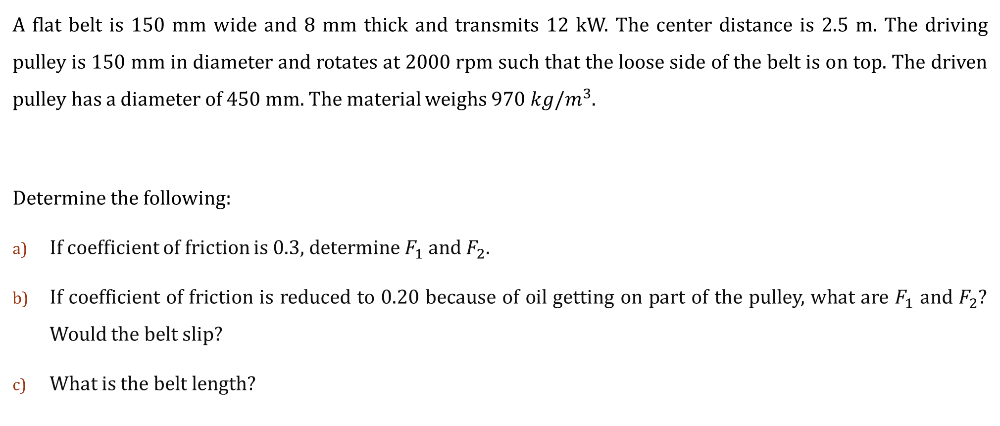 A flat belt is 150 mm wide and 8 mm thick and transmits 12 kW. The center distance is 2.5 m. The driving
pulley is 150 mm in diameter and rotates at 2000 rpm such that the loose side of the belt is on top. The driven
pulley has a diameter of 450 mm. The material weighs 970 kg/m³.
Determine the following:
a) If coefficient of friction is 0.3, determine F₁ and F₂.
b) If coefficient of friction is reduced to 0.20 because of oil getting on part of the pulley, what are F₁ and F₂?
Would the belt slip?
c) What is the belt length?